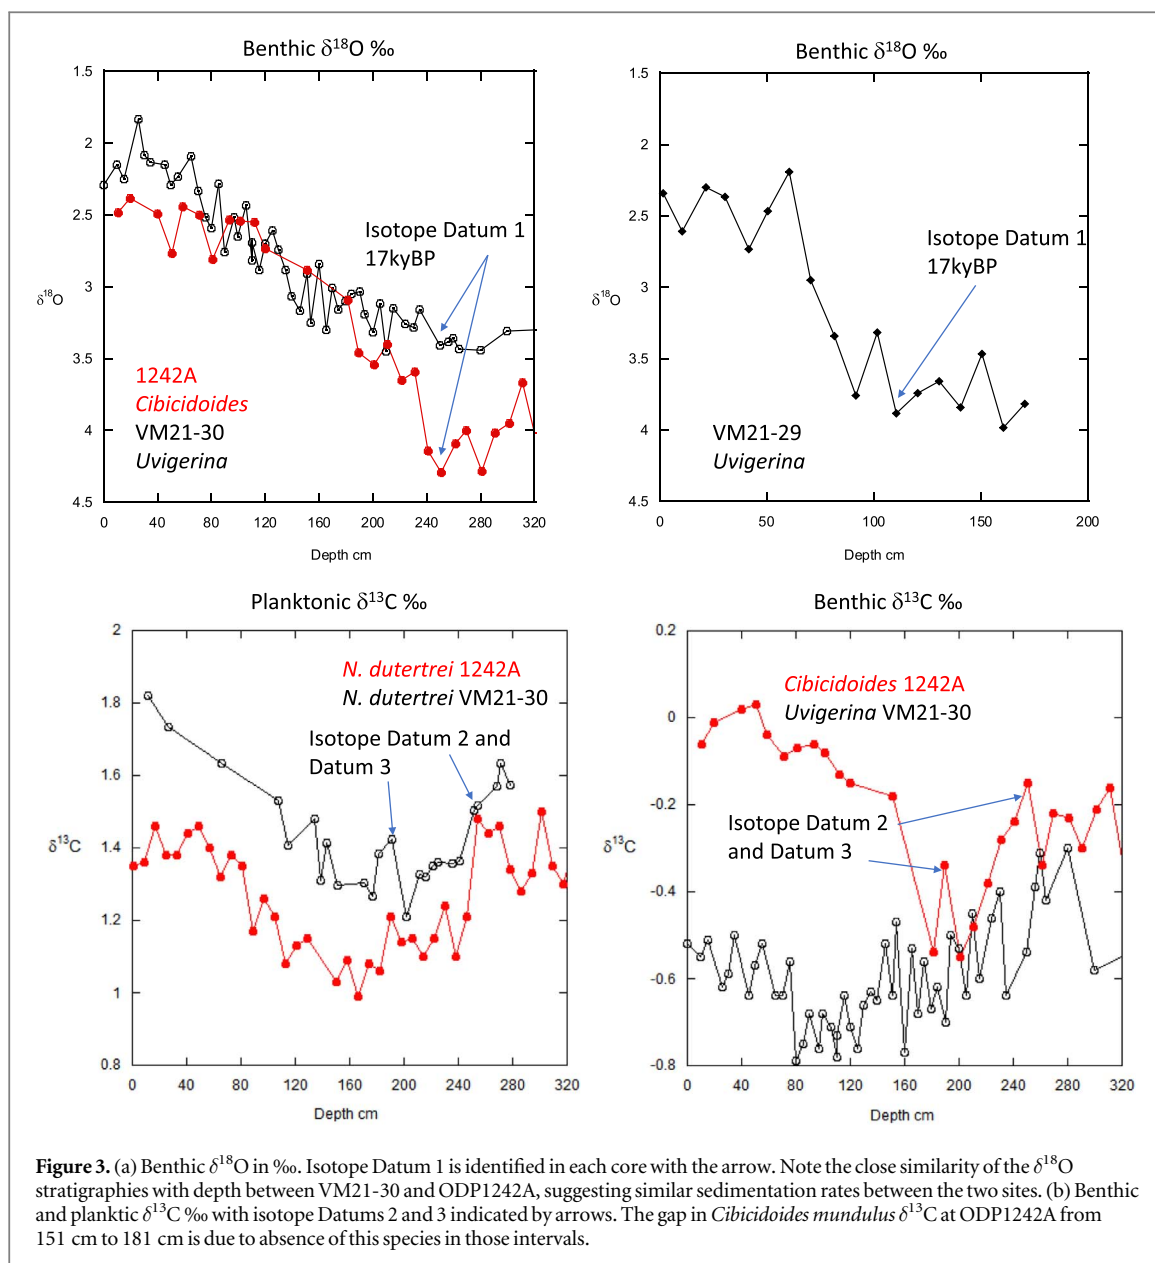 Benthic δ18O ‰
1.5
2
2.5
3
3.5
4
4.5
δ18O
0
40
80
120
160
200
240
280
320
Depth cm
Isotope Datum 1
17kyBP
1242A
Cibicidoides
VM21-30
Uvigerina
Benthic δ18O ‰
1.5
2
2.5
3
3.5
4
4.5
δ18O
0
50
100
150
200
Depth cm
Isotope Datum 1
17kyBP
VM21-29
Uvigerina
Planktonic δ13C ‰
2
1.8
1.6
1.4
1.2
1
0.8
δ13C
0
40
80
120
160
200
240
280
320
Depth cm
N. dutertrei 1242A
N. dutertrei VM21-30
Isotope Datum 2 and
Datum 3
Benthic δ13C ‰
0.2
0
-0.2
-0.4
-0.6
-0.8
δ13C
0
40
80
120
160
200
240
280
320
Depth cm
Cibicidoides 1242A
Uvigerina VM21-30
Isotope Datum 2
and Datum 3
Figure 3. (a) Benthic δ18O in ‰. Isotope Datum 1 is identified in each core with the arrow. Note the close similarity of the δ18O
stratigraphies with depth between VM21-30 and ODP1242A, suggesting similar sedimentation rates between the two sites. (b) Benthic
and planktic δ13C ‰ with isotope Datums 2 and 3 indicated by arrows. The gap in Cibicidoides mundulus δ13C at ODP1242A from
151 cm to 181 cm is due to absence of this species in those intervals.